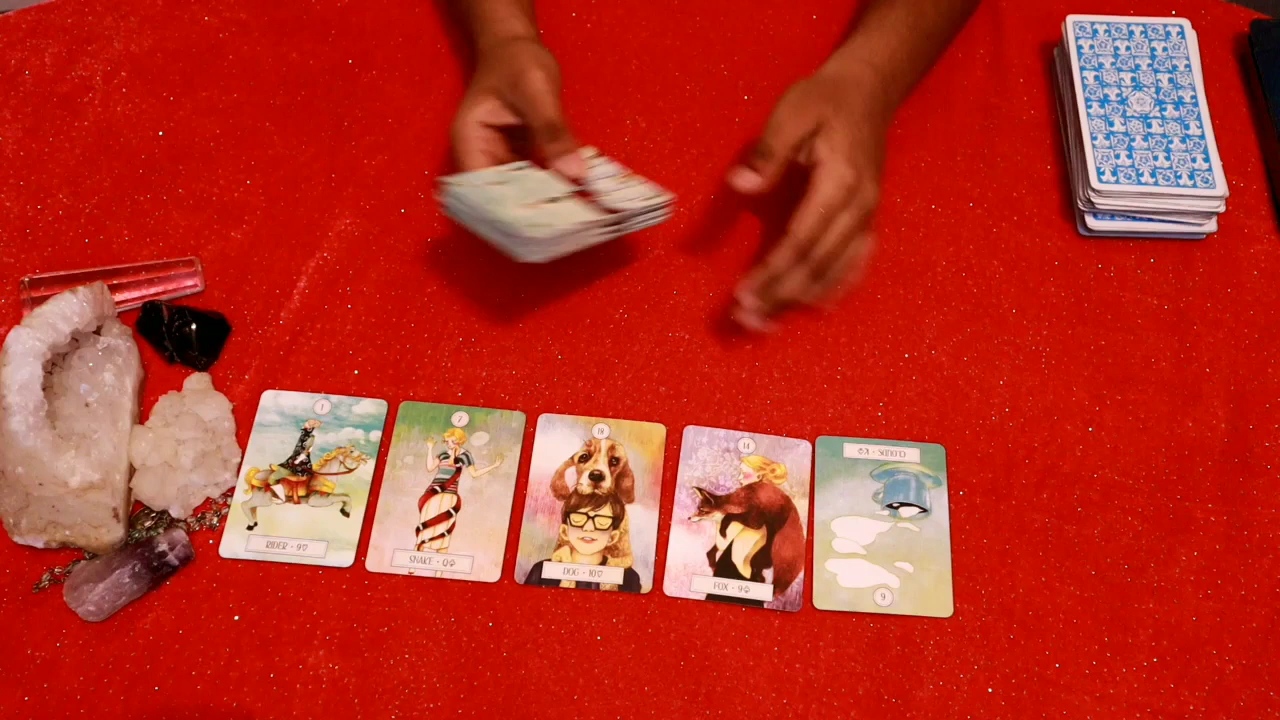 1
RIDER - 9♡
7
SNAKE - Q♧
18
DOG - 10♡
14
FOX - 9♧
CLOUDS - K♧
6